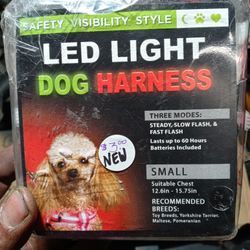 SAFETY VISIBILITY STYLE
LED LIGHT
DOG HARNESS
THREE MODES:
STEADY, SLOW FLASH, &
FAST FLASH
Lasts up to 60 Hours
Batteries Included
$3.00
NEW
SMALL
Suitable Chest
12.6in - 15.75in
RECOMMENDED
BREEDS:
Toy Breeds, Yorkshire Terrier,
Maltese, Pomeranian